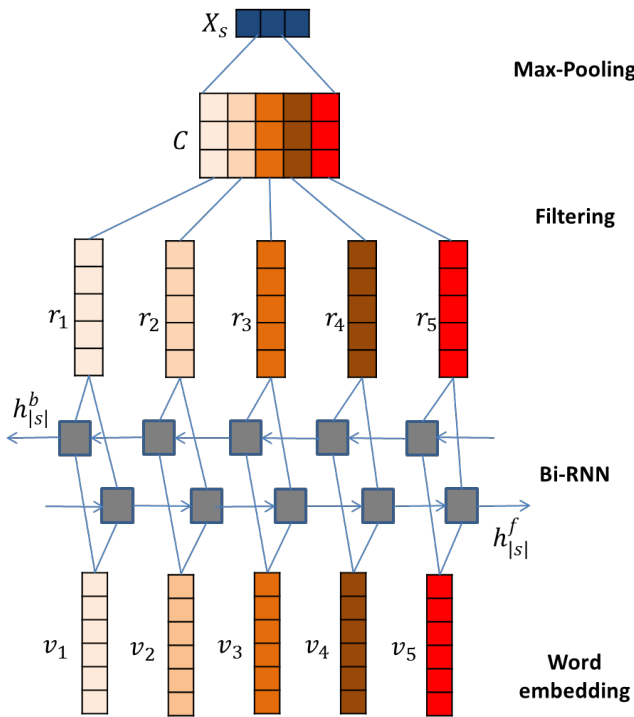 X_s
Max-Pooling
C
Filtering
r_1 r_2 r_3 r_4 r_5
h^b_{|s|}
Bi-RNN
h^f_{|s|}
v_1 v_2 v_3 v_4 v_5
Word
embedding